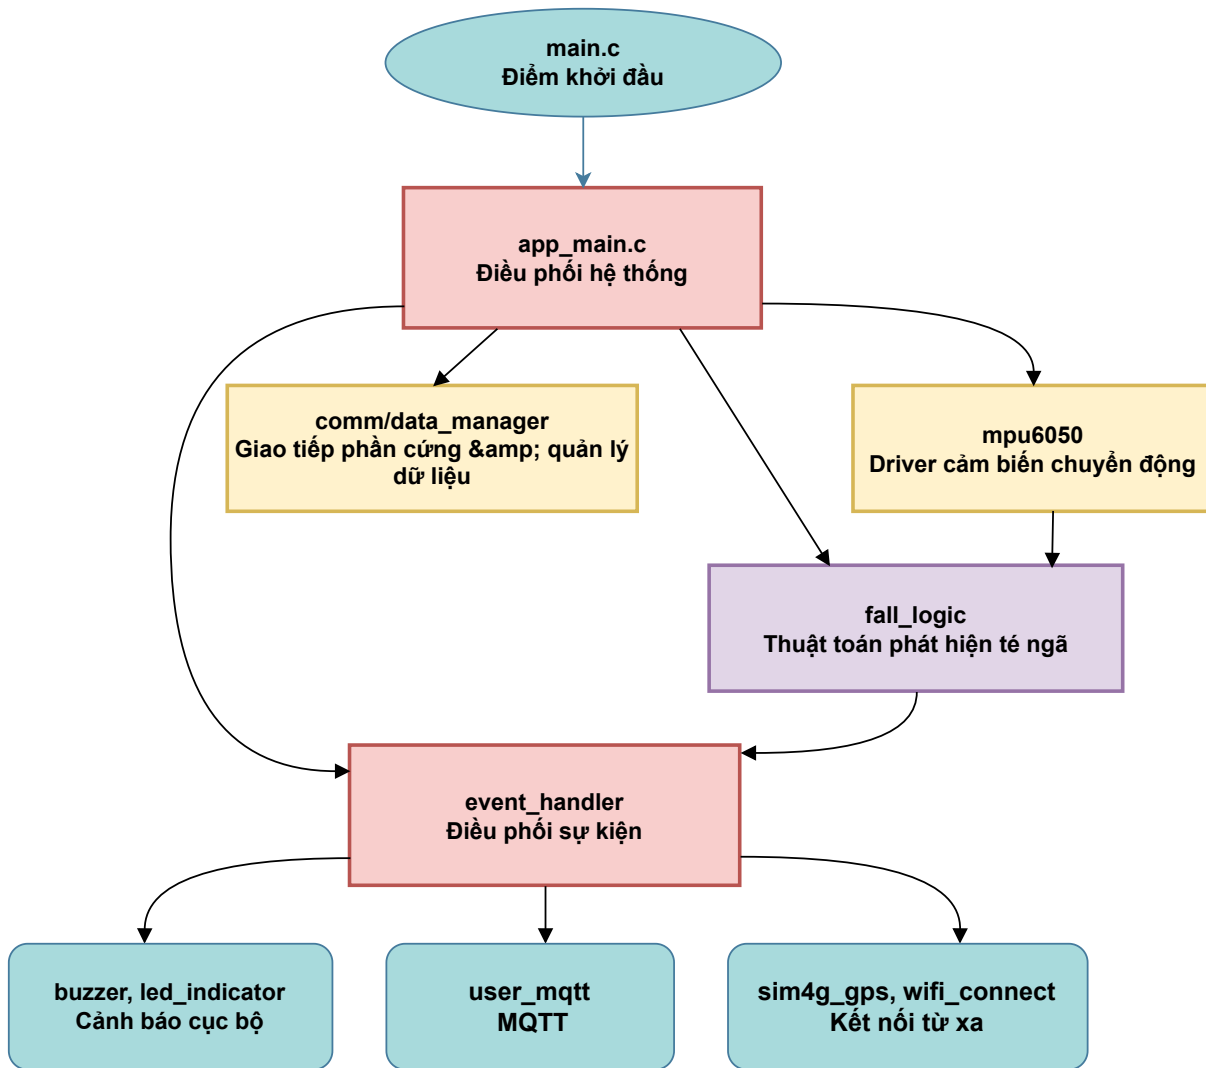 main.c
Điểm khởi đầu
app_main.c
Điều phối hệ thống
comm/data_manager
Giao tiếp phần cứng &amp; quản lý
dữ liệu
mpu6050
Driver cảm biến chuyển động
fall_logic
Thuật toán phát hiện té ngã
event_handler
Điều phối sự kiện
buzzer, led_indicator
Cảnh báo cục bộ
user_mqtt
MQTT
sim4g_gps, wifi_connect
Kết nối từ xa